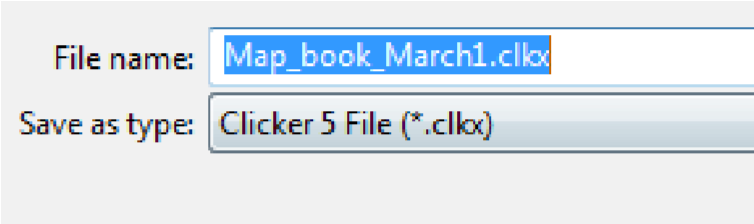 File name: Map_book_March1.clkx
Save as type: Clicker 5 File (*.clkx)